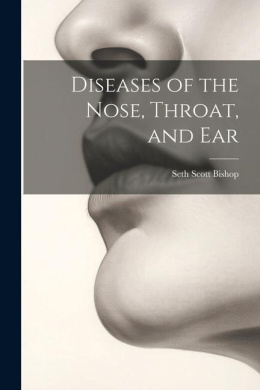 Diseases of the
Nose, Throat,
and Ear
Seth Scott Bishop